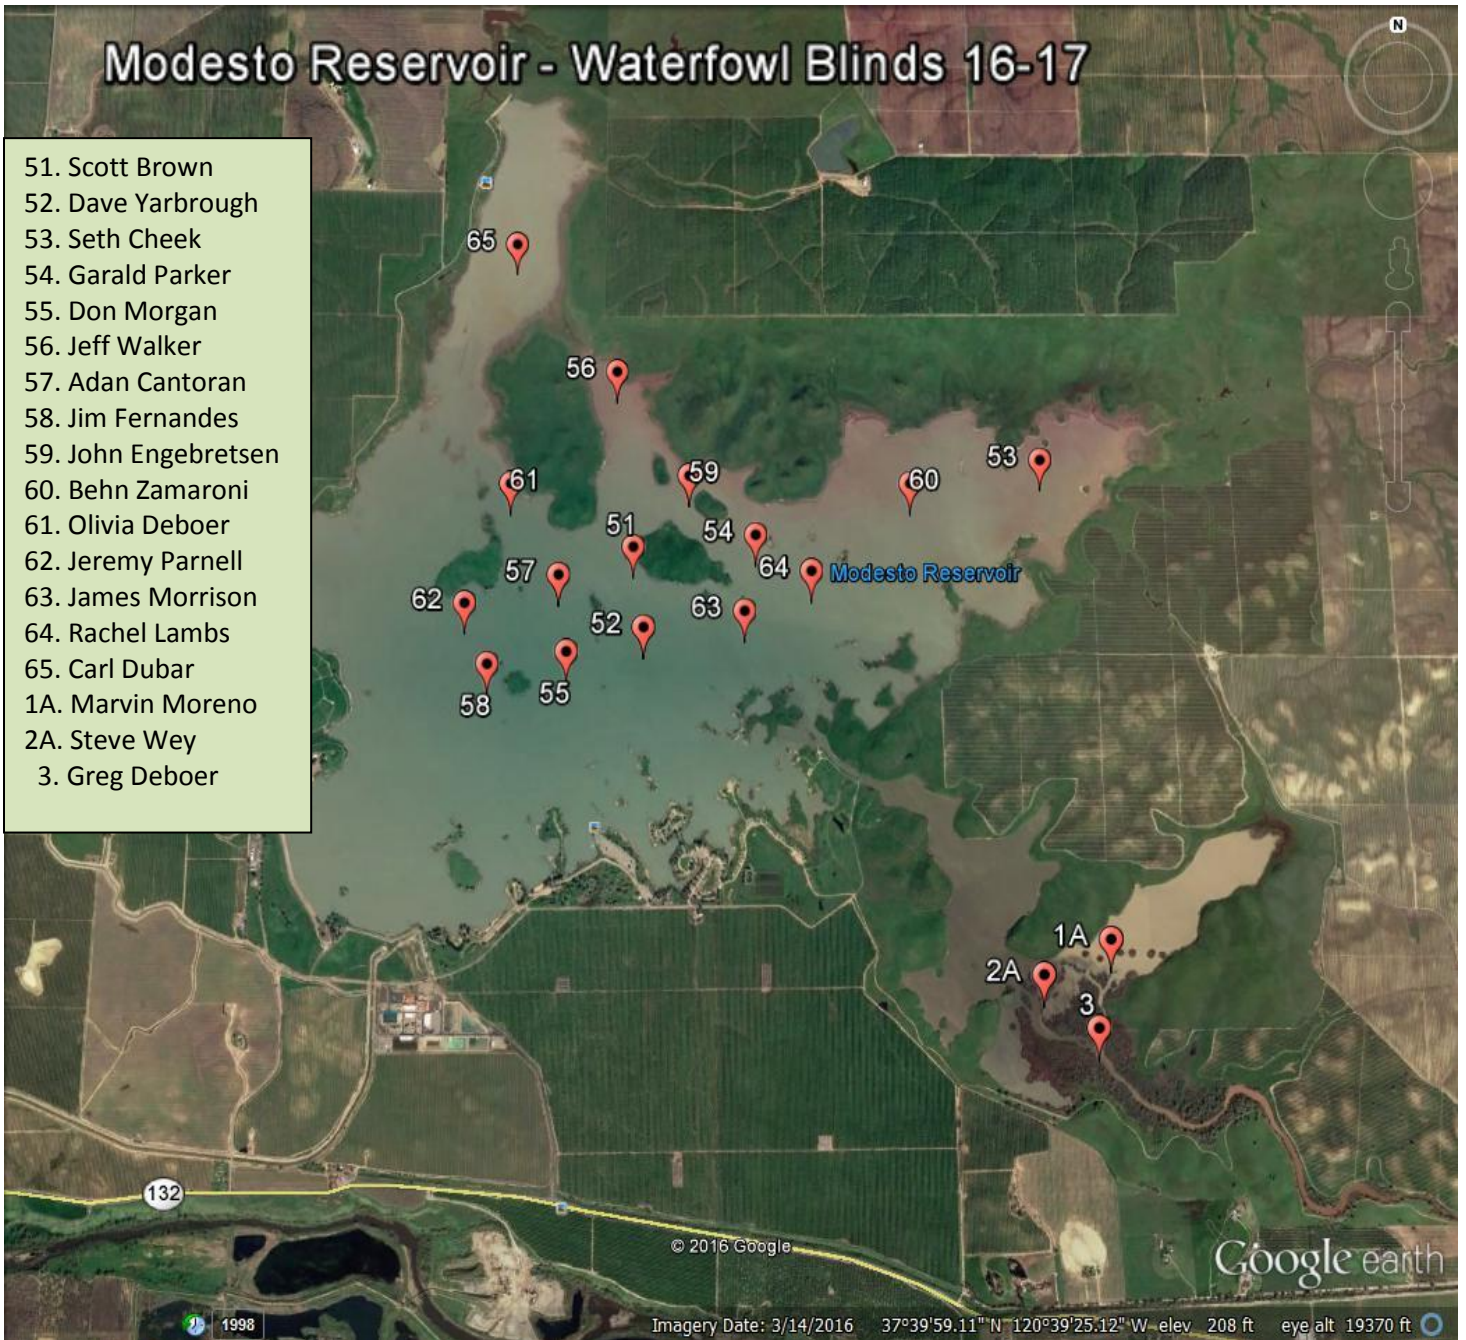 Modesto Reservoir - Waterfowl Blinds 16-17
N
51. Scott Brown
52. Dave Yarbrough
53. Seth Cheek
54. Garald Parker
55. Don Morgan
56. Jeff Walker
57. Adan Cantoran
58. Jim Fernandes
59. John Engebretsen
60. Behn Zamaroni
61. Olivia Deboer
62. Jeremy Parnell
63. James Morrison
64. Rachel Lambs
65. Carl Dubar
1A. Marvin Moreno
2A. Steve Wey
3. Greg Deboer
65
56
53
59
60
61
51
54
57
64
Modesto Reservoir
62
63
52
55
58
1A
2A
3
132
© 2016 Google
Google earth
1998
Imagery Date: 3/14/2016 37°39'59.11" N 120°39'25.12" W elev 208 ft eye alt 19370 ft